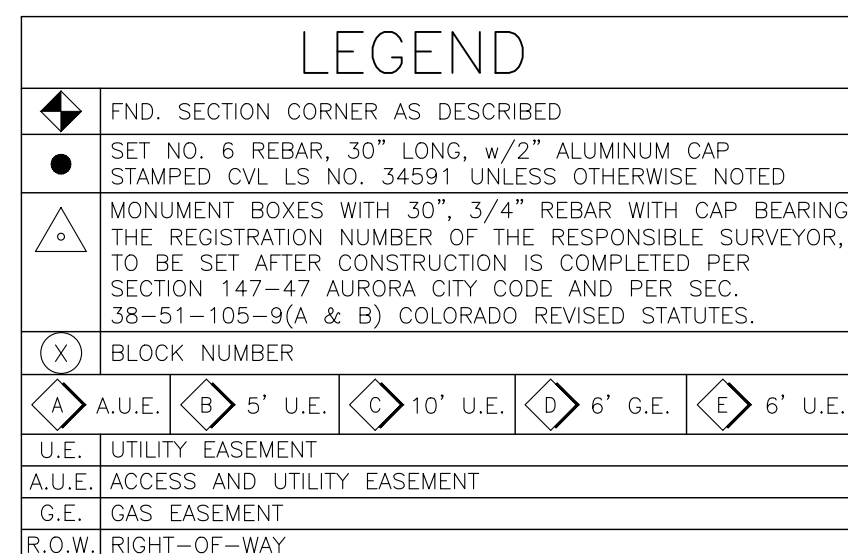 LEGEND
FND. SECTION CORNER AS DESCRIBED
SET NO. 6 REBAR, 30" LONG, w/2" ALUMINUM CAP
STAMPED CVL LS NO. 34591 UNLESS OTHERWISE NOTED
MONUMENT BOXES WITH 30", 3/4" REBAR WITH CAP BEARING
THE REGISTRATION NUMBER OF THE RESPONSIBLE SURVEYOR,
TO BE SET AFTER CONSTRUCTION IS COMPLETED PER
SECTION 147-47 AURORA CITY CODE AND PER SEC.
38-51-105-9(A & B) COLORADO REVISED STATUTES.
X BLOCK NUMBER
A A.U.E. B 5' U.E. C 10' U.E. D 6' G.E. E 6' U.E.
U.E. UTILITY EASEMENT
A.U.E. ACCESS AND UTILITY EASEMENT
G.E. GAS EASEMENT
R.O.W. RIGHT-OF-WAY